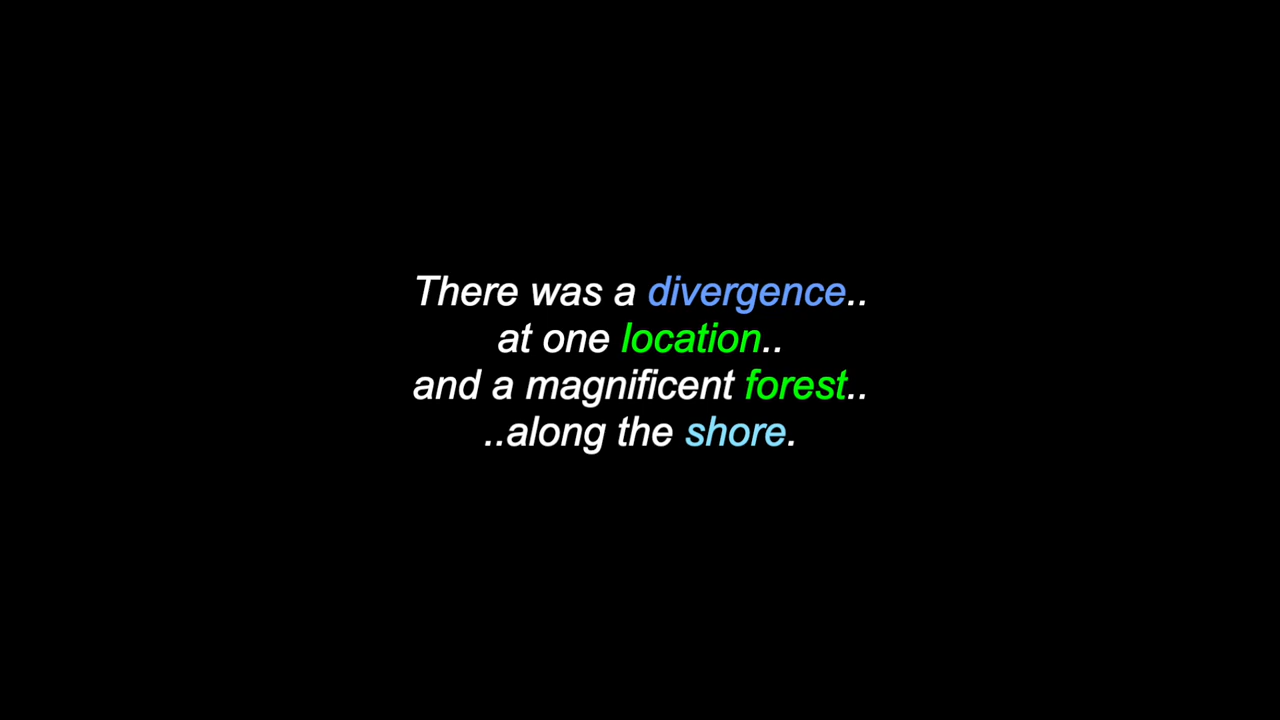 There was a divergence..
at one location..
and a magnificent forest..
..along the shore.